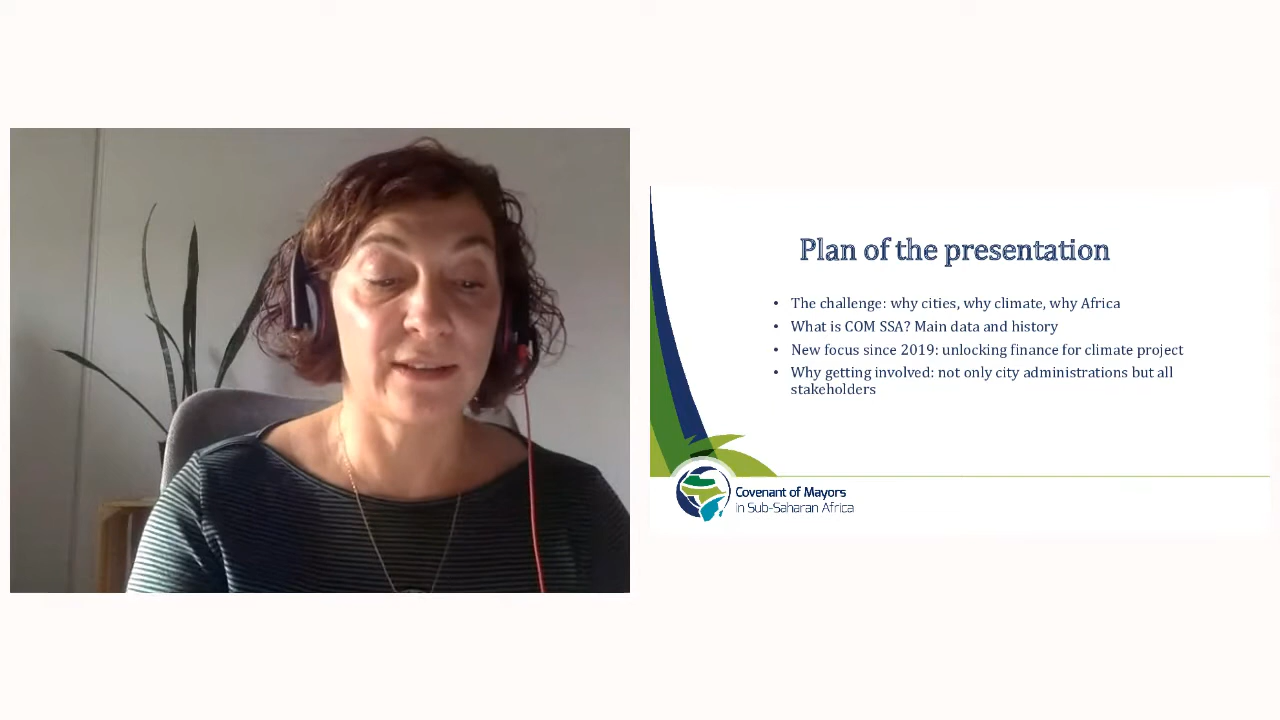 Plan of the presentation
• The challenge: why cities, why climate, why Africa
• What is COM SSA? Main data and history
• New focus since 2019: unlocking finance for climate project
• Why getting involved: not only city administrations but all
stakeholders
Covenant of Mayors
in Sub-Saharan Africa